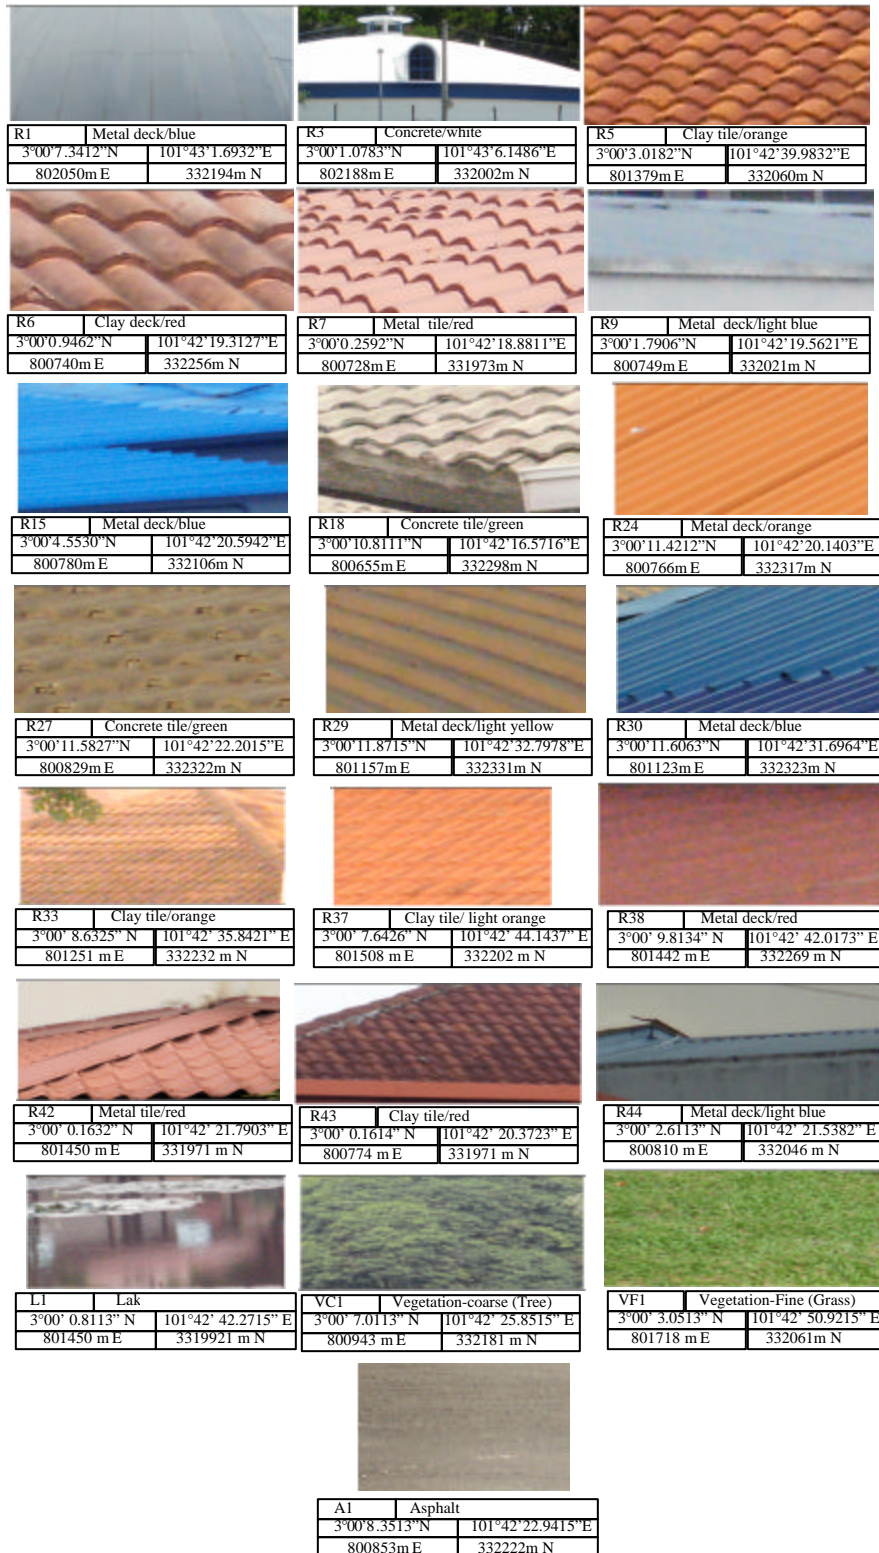 R1 Metal deck/blue
3°00’7.3412”N 101°43’1.6932”E
802050m E 332194m N
R3 Concrete/white
3°00’1.0783”N 101°43’6.1486”E
802188m E 332002m N
R5 Clay tile/orange
3°00’3.0182”N 101°42’39.9832”E
801379m E 332060m N
R6 Clay deck/red
3°00’0.9462”N 101°42’19.3127”E
800740m E 332256m N
R7 Metal tile/red
3°00’0.2592”N 101°42’18.8811”E
800728m E 331973m N
R9 Metal deck/light blue
3°00’1.7906”N 101°42’19.5621”E
800749m E 332021m N
R15 Metal deck/blue
3°00’4.5530”N 101°42’20.5942”E
800780m E 332106m N
R18 Concrete tile/green
3°00’10.8111”N 101°42’16.5716”E
800655m E 332298m N
R24 Metal deck/orange
3°00’11.4212”N 101°42’20.1403”E
800766m E 332317m N
R27 Concrete tile/green
3°00’11.5827”N 101°42’22.2015”E
800829m E 332322m N
R29 Metal deck/light yellow
3°00’11.8715”N 101°42’32.7978”E
801157m E 332331m N
R30 Metal deck/blue
3°00’11.6063”N 101°42’31.6964”E
801123m E 332323m N
R33 Clay tile/orange
3°00’ 8.6325” N 101°42’ 35.8421” E
801251 m E 332232 m N
R37 Clay tile/ light orange
3°00’ 7.6426” N 101°42’ 44.1437” E
801508 m E 332202 m N
R38 Metal deck/red
3°00’ 9.8134” N 101°42’ 42.0173” E
801442 m E 332269 m N
R42 Metal tile/red
3°00’ 0.1632” N 101°42’ 21.7903” E
801450 m E 331971 m N
R43 Clay tile/red
3°00’ 0.1614” N 101°42’ 20.3723” E
800774 m E 331971 m N
R44 Metal deck/light blue
3°00’ 2.6113” N 101°42’ 21.5382” E
800810 m E 332046 m N
L1 Lak
3°00’ 0.8113” N 101°42’ 42.2715” E
801450 m E 3319921 m N
VC1 Vegetation-coarse (Tree)
3°00’ 7.0113” N 101°42’ 25.8515” E
800943 m E 332181 m N
VF1 Vegetation-Fine (Grass)
3°00’ 3.0513” N 101°42’ 50.9215” E
801718 m E 332061m N
A1 Asphalt
3°00’8.3513”N 101°42’22.9415”E
800853m E 332222m N